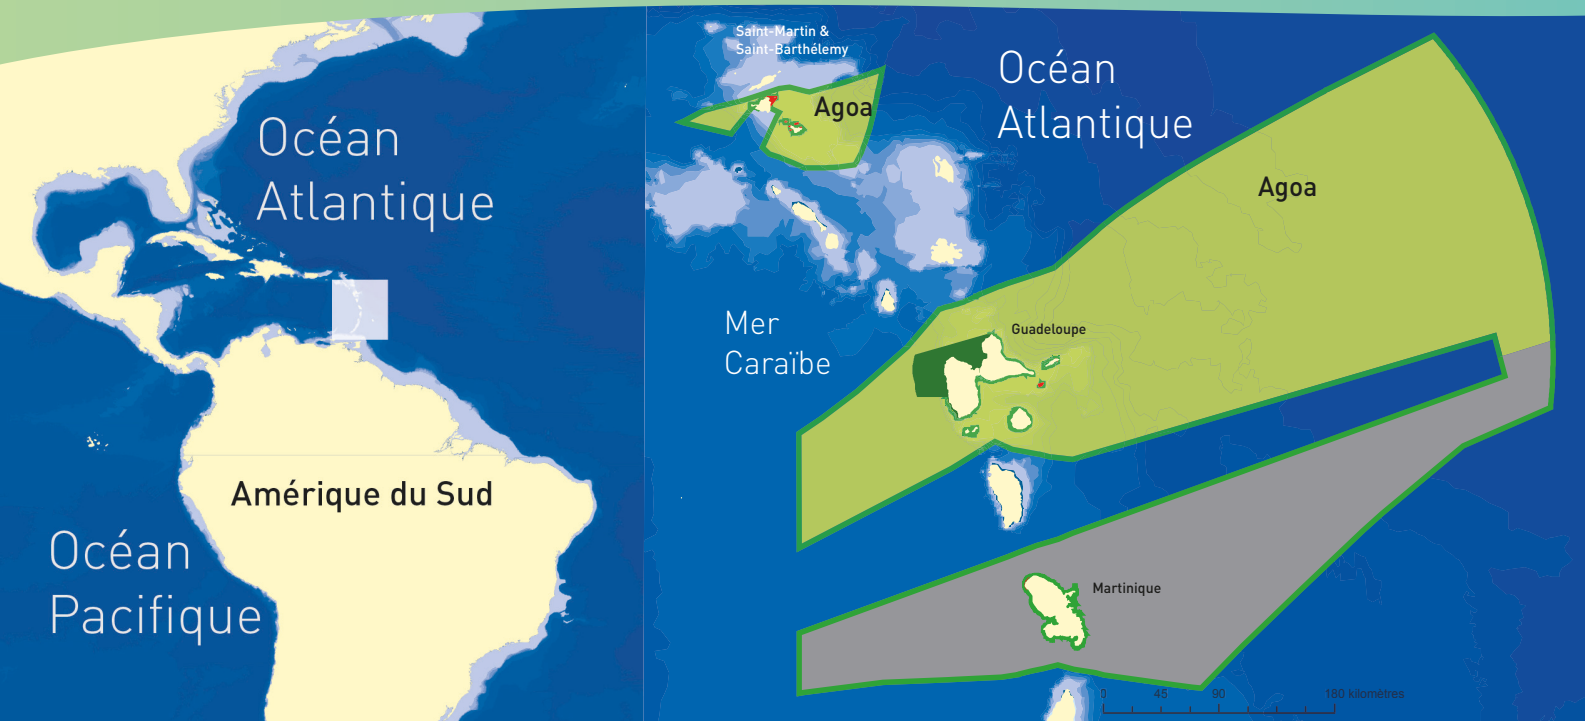 Océan
Atlantique
Amérique du Sud
Océan
Pacifique
Saint-Martin &
Saint-Barthélemy
Agoa
Océan
Atlantique
Agoa
Mer
Caraïbe
Guadeloupe
Martinique
0 45 90 180 kilomètres